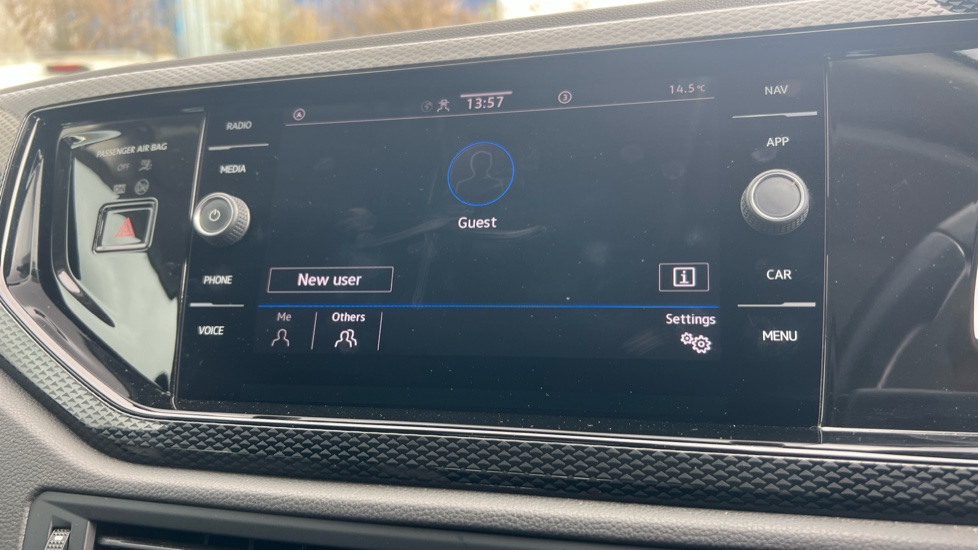 13:57
3
14.5°C
NAV
RADIO
APP
PASSENGER AIR BAG
OFF
MEDIA
Guest
PHONE
New user
i
CAR
VOICE
Me
Others
Settings
MENU